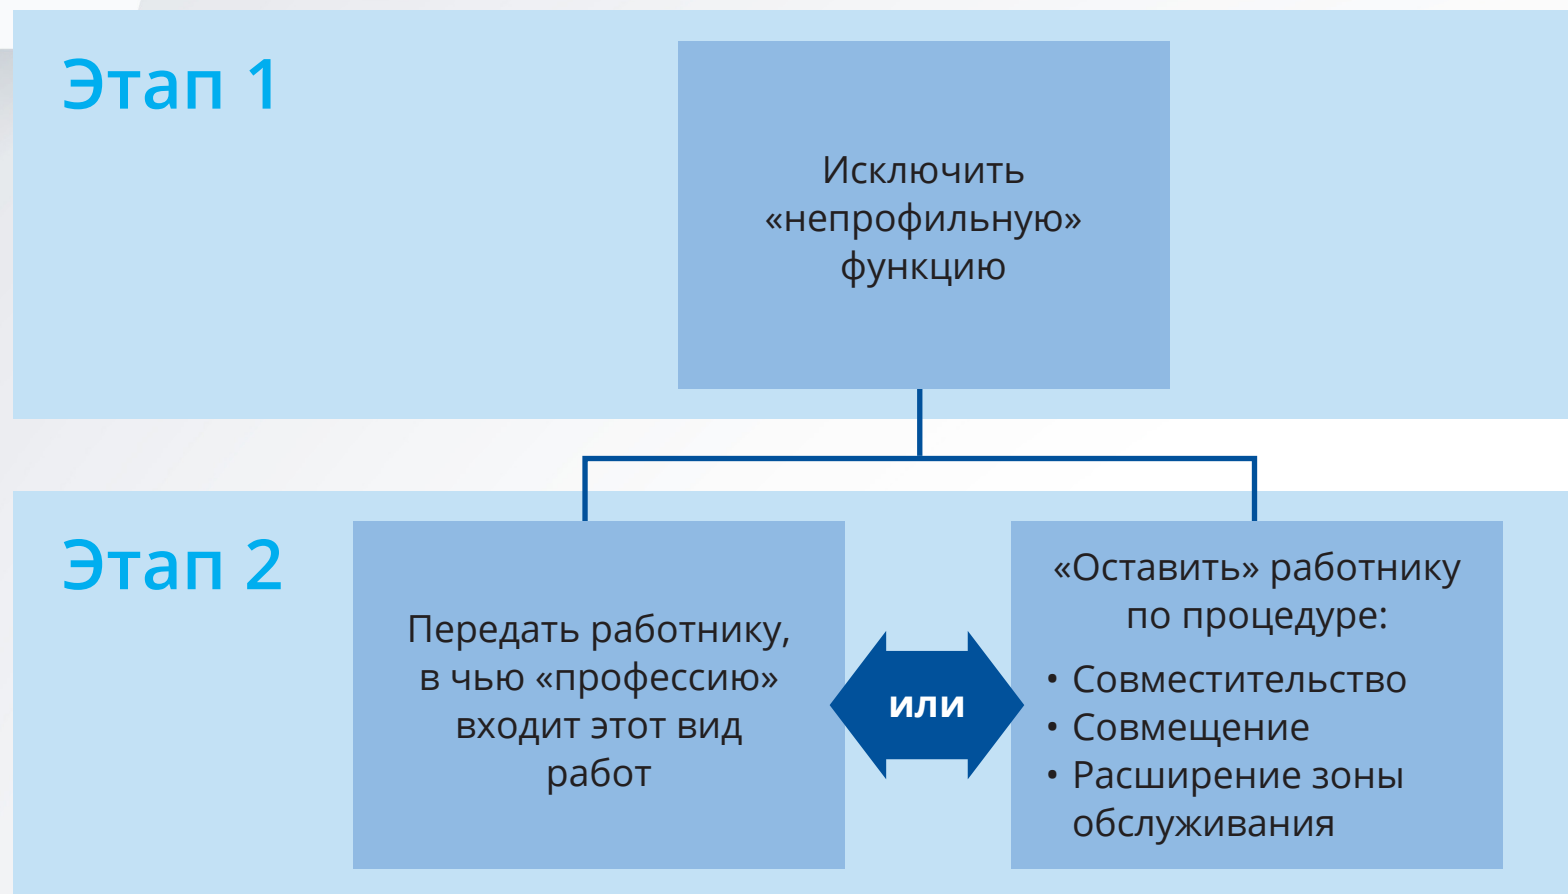 Этап 1
Исключить
«непрофильную»
функцию
Этап 2
Передать работнику,
в чью «профессию»
входит этот вид
работ
или
«Оставить» работнику
по процедуре:
• Совместительство
• Совмещение
• Расширение зоны
обслуживания